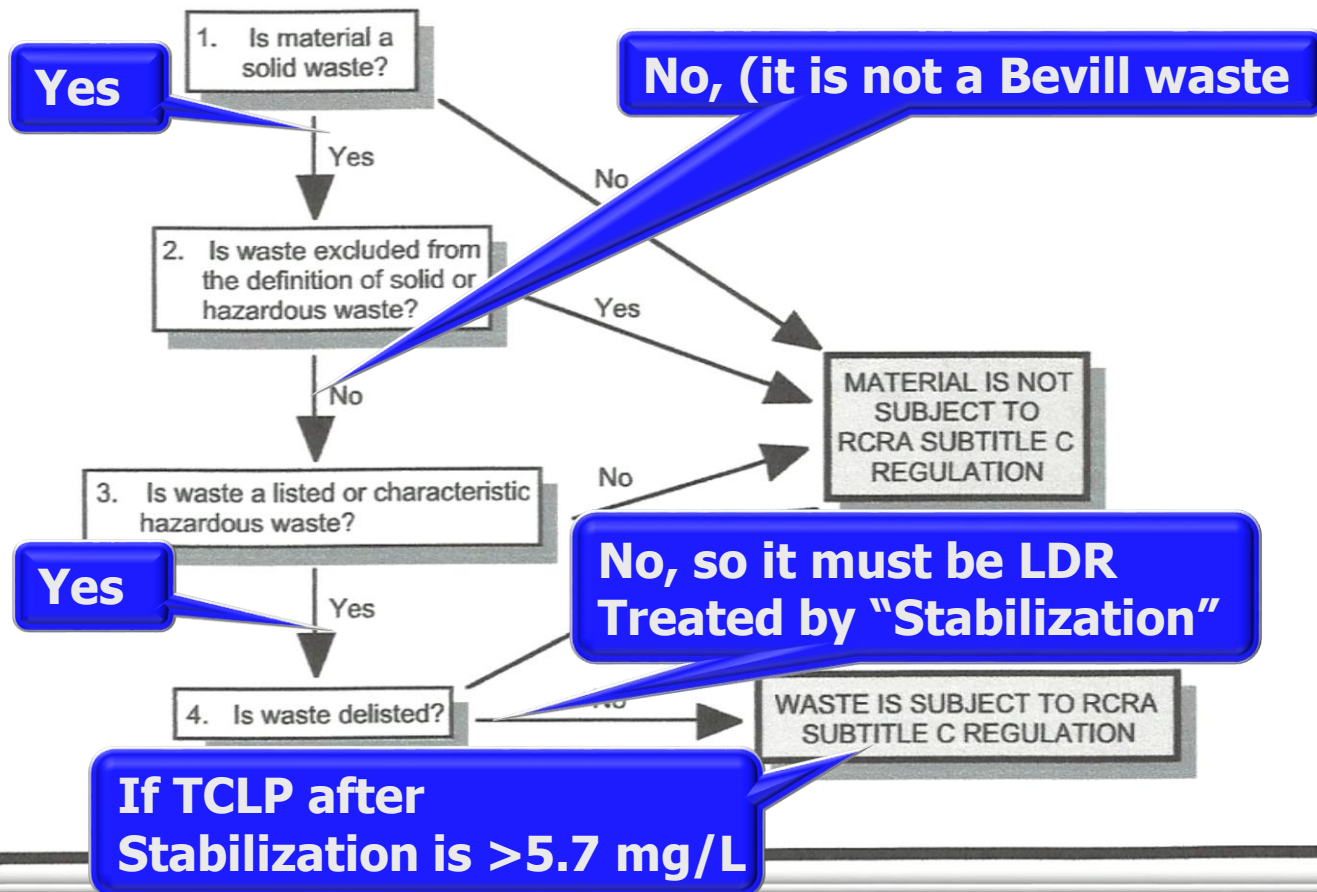 1. Is material a
solid waste?
Yes
No, (it is not a Bevill waste
Yes
No
2. Is waste excluded from
the definition of solid or
hazardous waste?
Yes
No
MATERIAL IS NOT
SUBJECT TO
RCRA SUBTITLE C
REGULATION
3. Is waste a listed or characteristic
hazardous waste?
No
Yes
Yes
No, so it must be LDR
Treated by “Stabilization”
4. Is waste delisted?
No
WASTE IS SUBJECT TO RCRA
SUBTITLE C REGULATION
If TCLP after
Stabilization is >5.7 mg/L